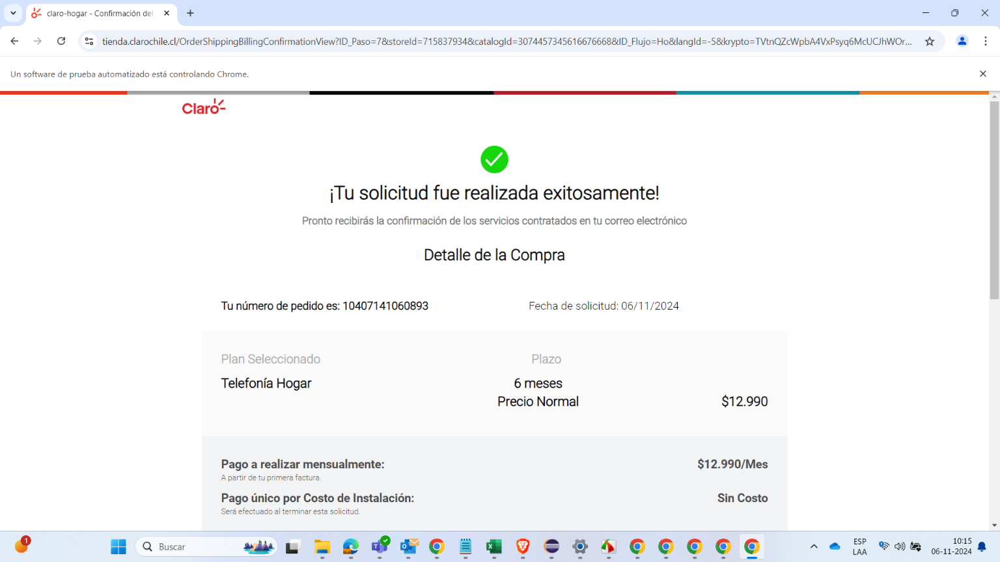 claro-hogar - Confirmación del
tienda.clarochile.cl/OrderShippingBillingConfirmationView?ID_Paso=7&storeId=715837934&catalogId=3074457345616676668&ID_Flujo=Ho&langId=-5&krypto=TVtnQZcWpbA4VxPsyq6McUCJhWOr...
Un software de prueba automatizado está controlando Chrome.
Claro
¡Tu solicitud fue realizada exitosamente!
Pronto recibirás la confirmación de los servicios contratados en tu correo electrónico
Detalle de la Compra
Tu número de pedido es: 10407141060893
Fecha de solicitud: 06/11/2024
Plan Seleccionado
Plazo
Telefonía Hogar
6 meses
Precio Normal
$12.990
Pago a realizar mensualmente:
$12.990/Mes
A partir de tu primera factura.
Pago único por Costo de Instalación:
Sin Costo
Será efectuado al terminar esta solicitud.
1
Buscar
ESP
LAA
10:15
06-11-2024